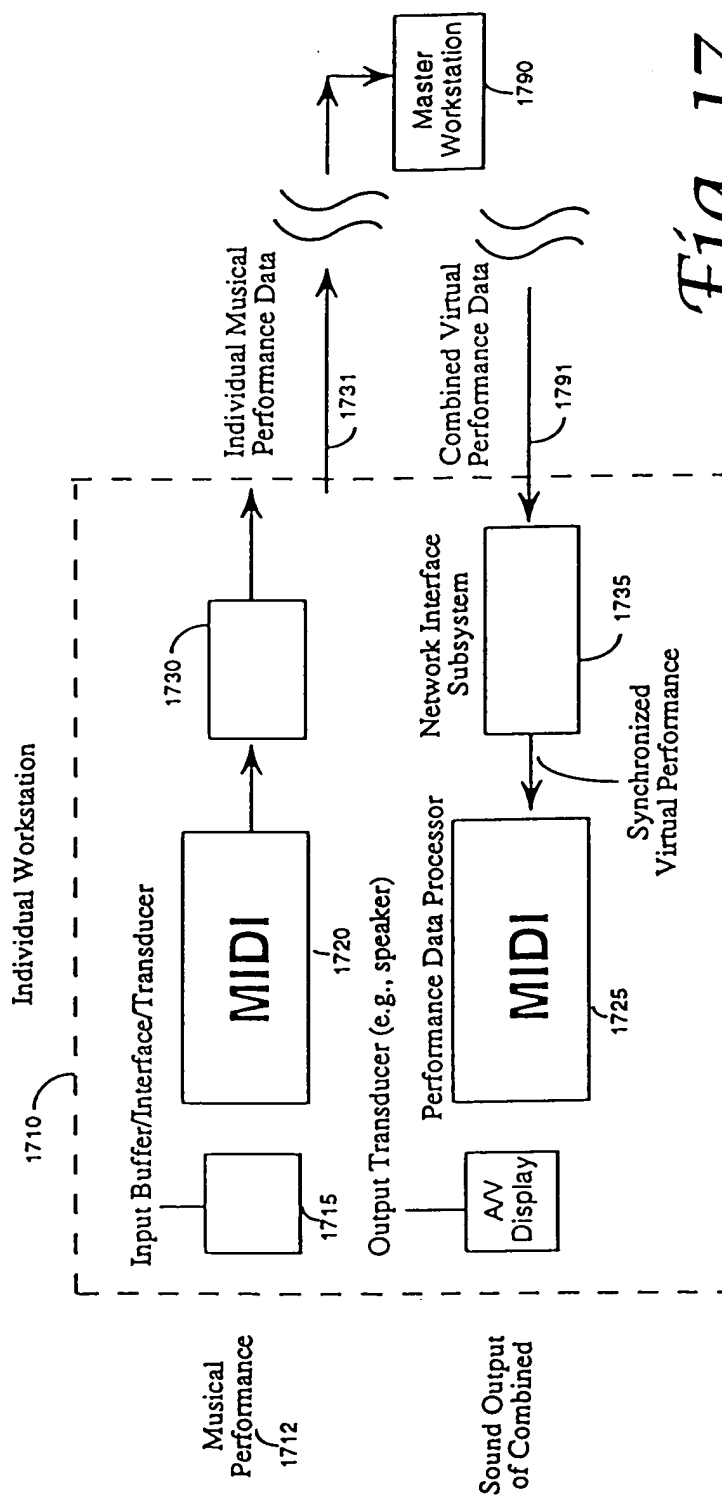 Individual Workstation
1710
Musical
Performance
1712
Input Buffer/Interface/Transducer
1715
MIDI
1720
1730
Individual Musical
Performance Data
1731
Master
Workstation
1790
Sound Output
of Combined
Output Transducer (e.g., speaker)
A/V
Display
Performance Data Processor
MIDI
1725
Synchronized
Virtual Performance
Network Interface
Subsystem
1735
Combined Virtual
Performance Data
1791
Fig. 17